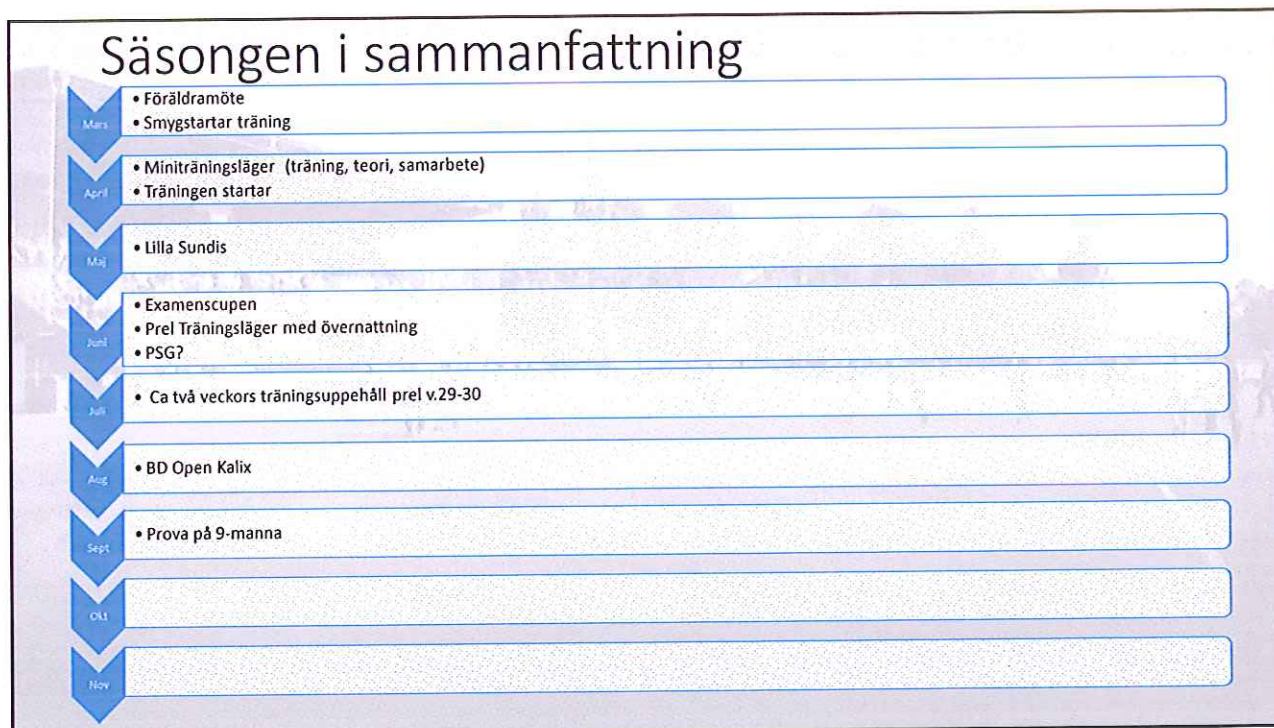 Säsongen i sammanfattning
Mars
• Föräldramöte
• Smygstartar träning
April
• Miniträningsläger (träning, teori, samarbete)
• Träningen startar
Maj
• Lilla Sundis
Juni
• Examenscupen
• Prel Träningsläger med övernattning
• PSG?
Juli
• Ca två veckors träningsuppehåll prel v.29-30
Aug
• BD Open Kalix
Sept
• Prova på 9-manna
Okt
Nov